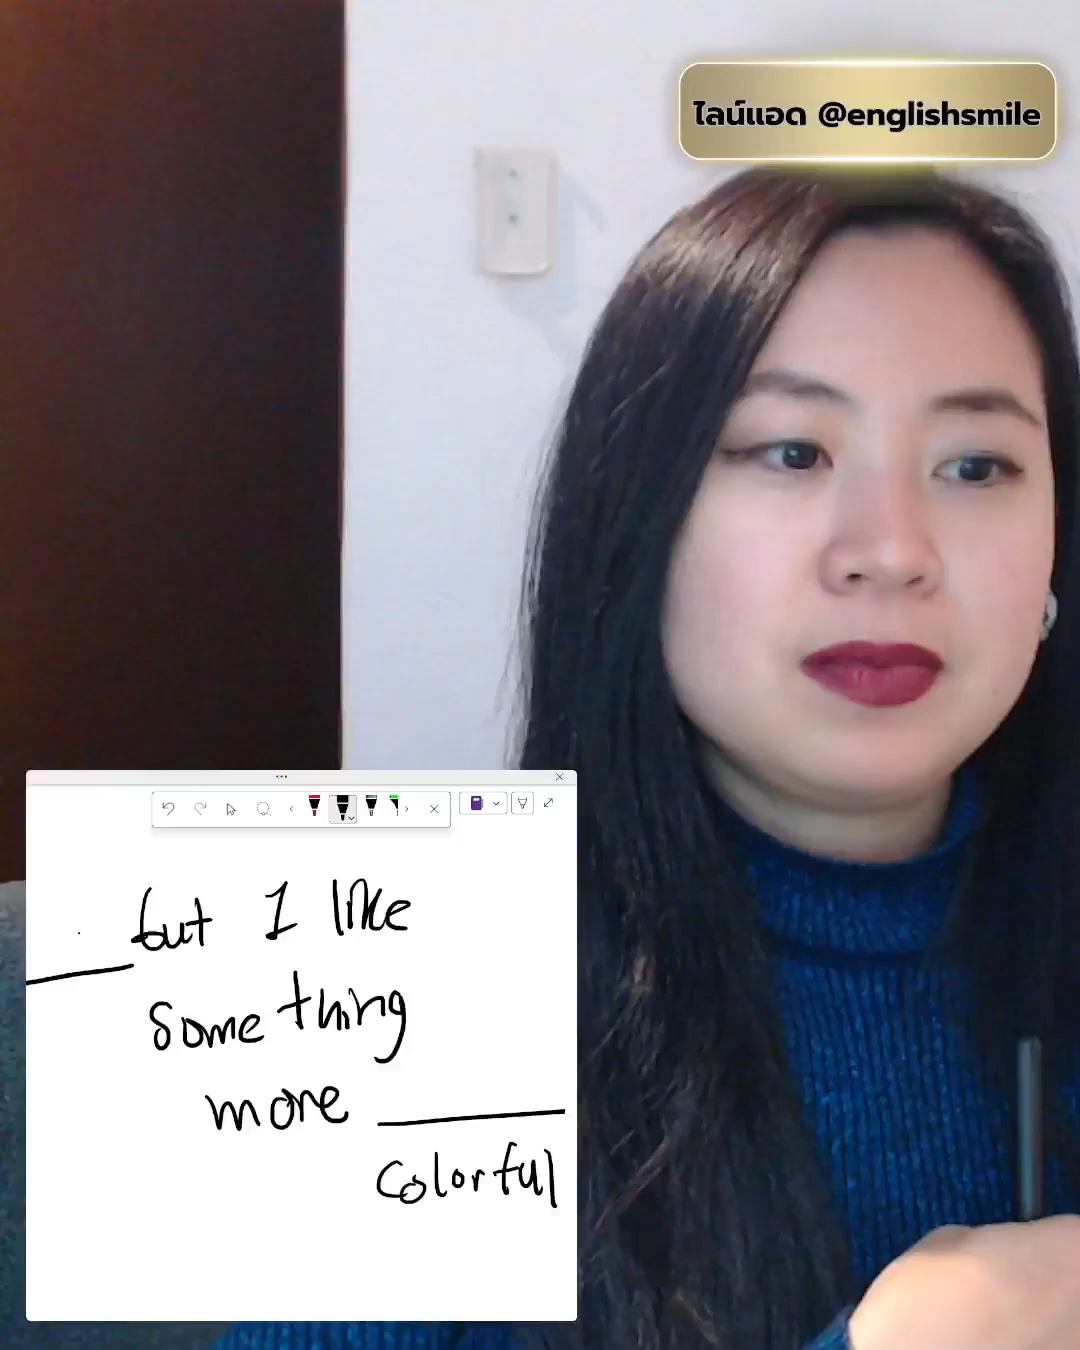 ไลน์แอด @englishsmile
but I like
something
more
colorful